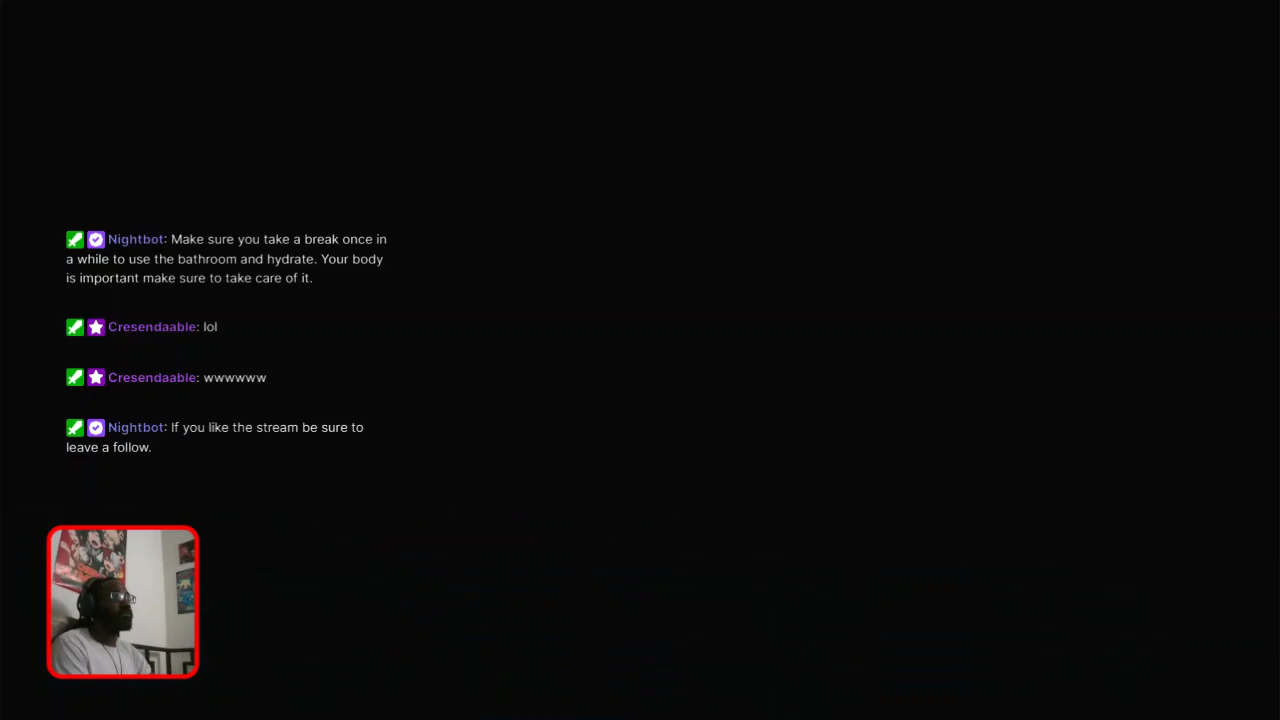 Nightbot: Make sure you take a break once in
a while to use the bathroom and hydrate. Your body
is important make sure to take care of it.
Cresendaable: lol
Cresendaable: wwwwww
Nightbot: If you like the stream be sure to
leave a follow.